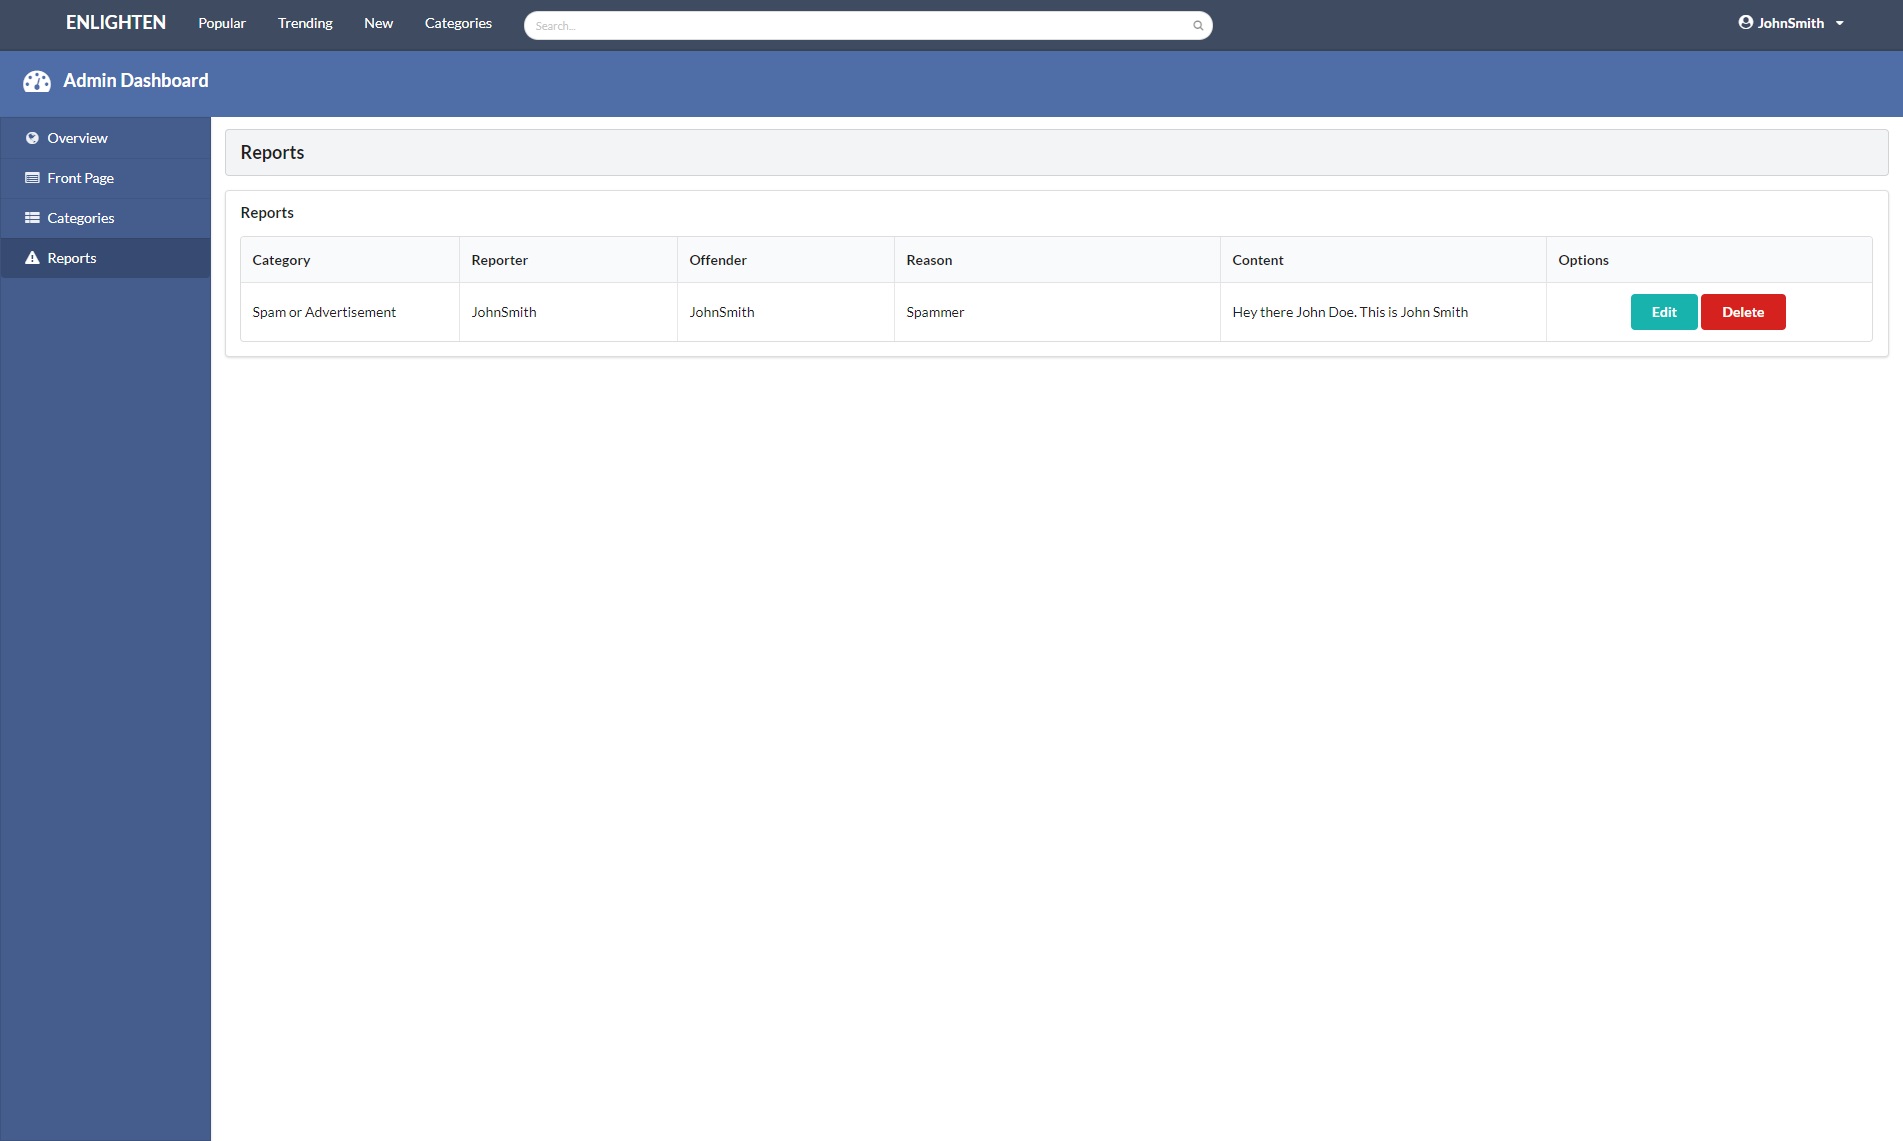 ENLIGHTEN Popular Trending New Categories Search... JohnSmith
Admin Dashboard
Overview
Front Page
Categories
Reports
Reports
Reports
Category Reporter Offender Reason Content Options
Spam or Advertisement JohnSmith JohnSmith Spammer Hey there John Doe. This is John Smith Edit Delete